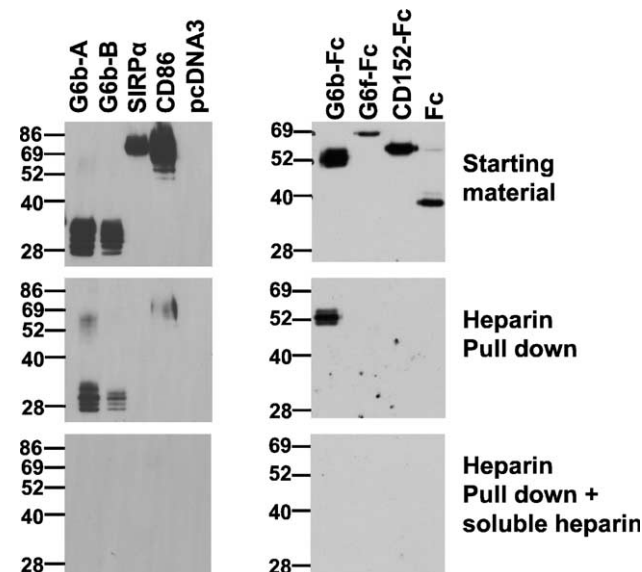 G6b-A
G6b-B
SIRPα
CD86
pcDNA3
86
69
52
40
28
86
69
52
40
28
86
69
52
40
28
G6b-Fc
G6f-Fc
CD152-Fc
Fc
69
52
40
28
69
52
40
28
69
52
40
28
Starting
material
Heparin
Pull down
Heparin
Pull down +
soluble heparin